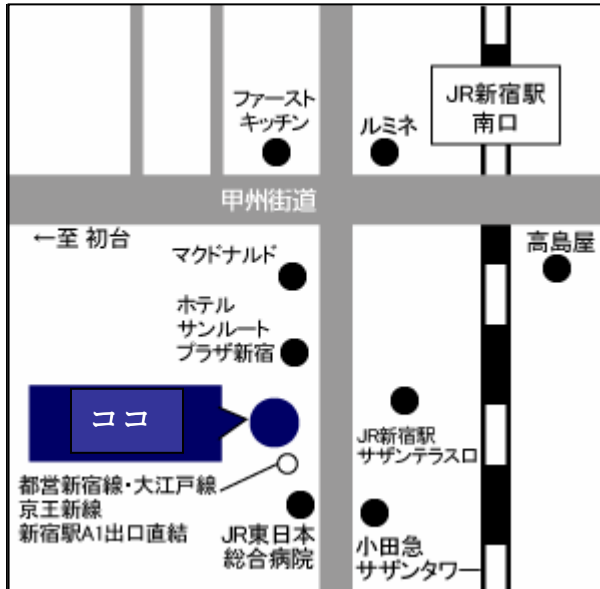 ファースト
キッチン
ルミネ
JR新宿駅
南口
甲州街道
←至 初台
マクドナルド
高島屋
ホテル
サンルート
プラザ新宿
ココ
JR新宿駅
サザンテラス口
都営新宿線・大江戸線
京王新線
新宿駅A1出口直結
JR東日本
総合病院
小田急
サザンタワー